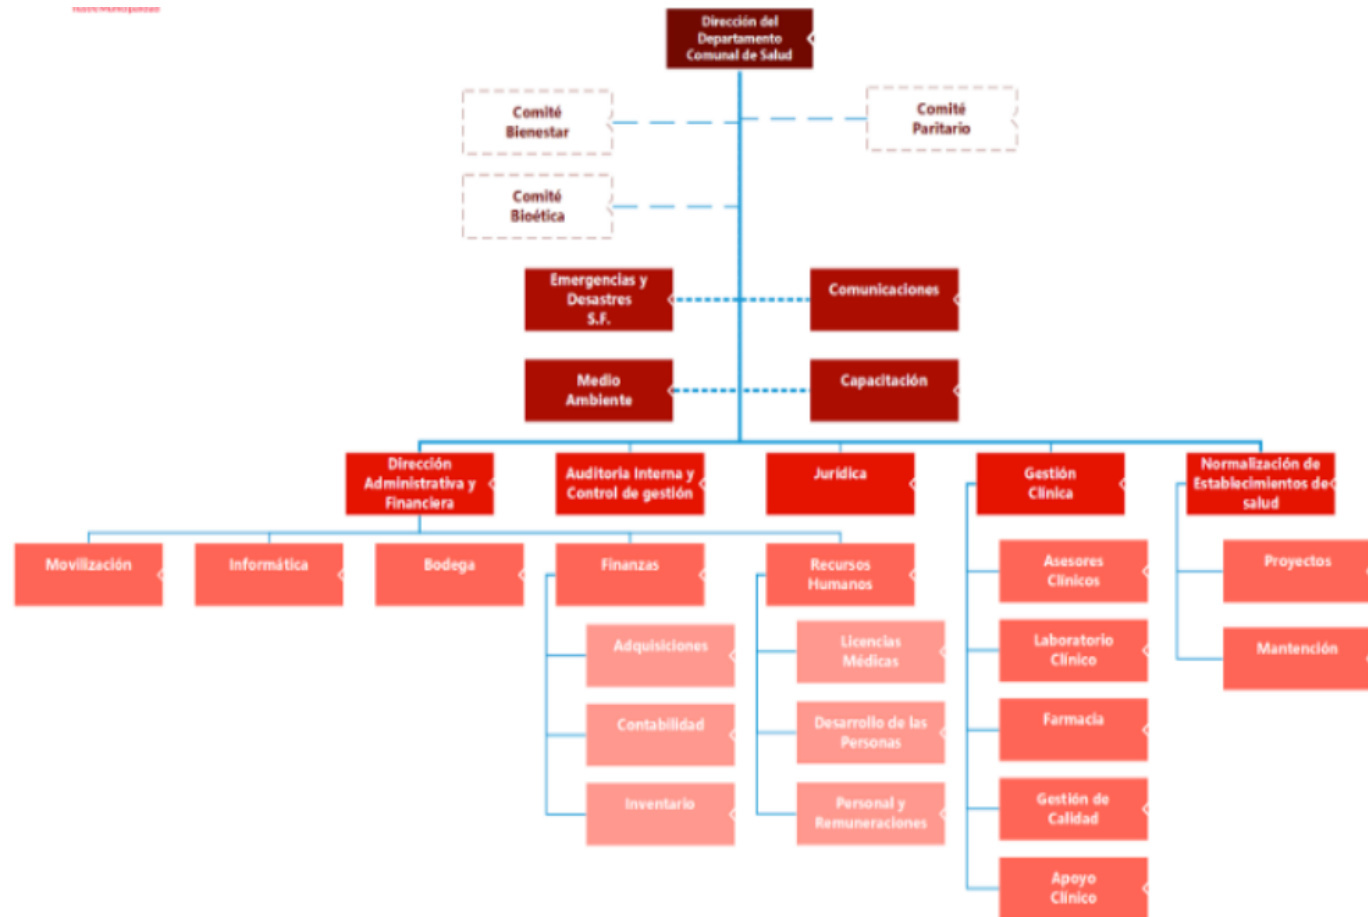 Dirección del
Departamento
Comunal de Salud
Comité
Bienestar
Comité
Paritario
Comité
Bioética
Emergencias y
Desastres
S.F.
Comunicaciones
Medio
Ambiente
Capacitación
Dirección
Administrativa y
Financiera
Auditoria Interna y
Control de gestión
Jurídica
Gestión
Clínica
Normalización de
Establecimientos de
salud
Movilización
Informática
Bodega
Finanzas
Recursos
Humanos
Asesores
Clínicos
Proyectos
Adquisiciones
Licencias
Médicas
Laboratorio
Clínico
Mantención
Contabilidad
Desarrollo de las
Personas
Farmacia
Inventario
Personal y
Remuneraciones
Gestión de
Calidad
Apoyo
Clínico